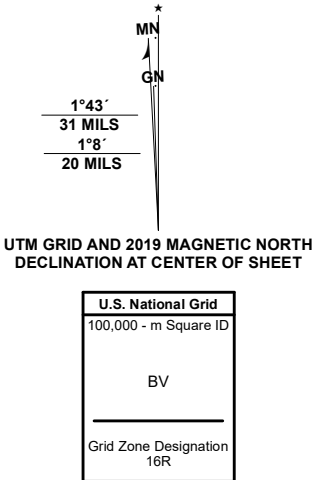 MN
GN
1°43´
31 MILS
1°8´
20 MILS
UTM GRID AND 2019 MAGNETIC NORTH
DECLINATION AT CENTER OF SHEET
U.S. National Grid
100,000 - m Square ID
BV
Grid Zone Designation
16R